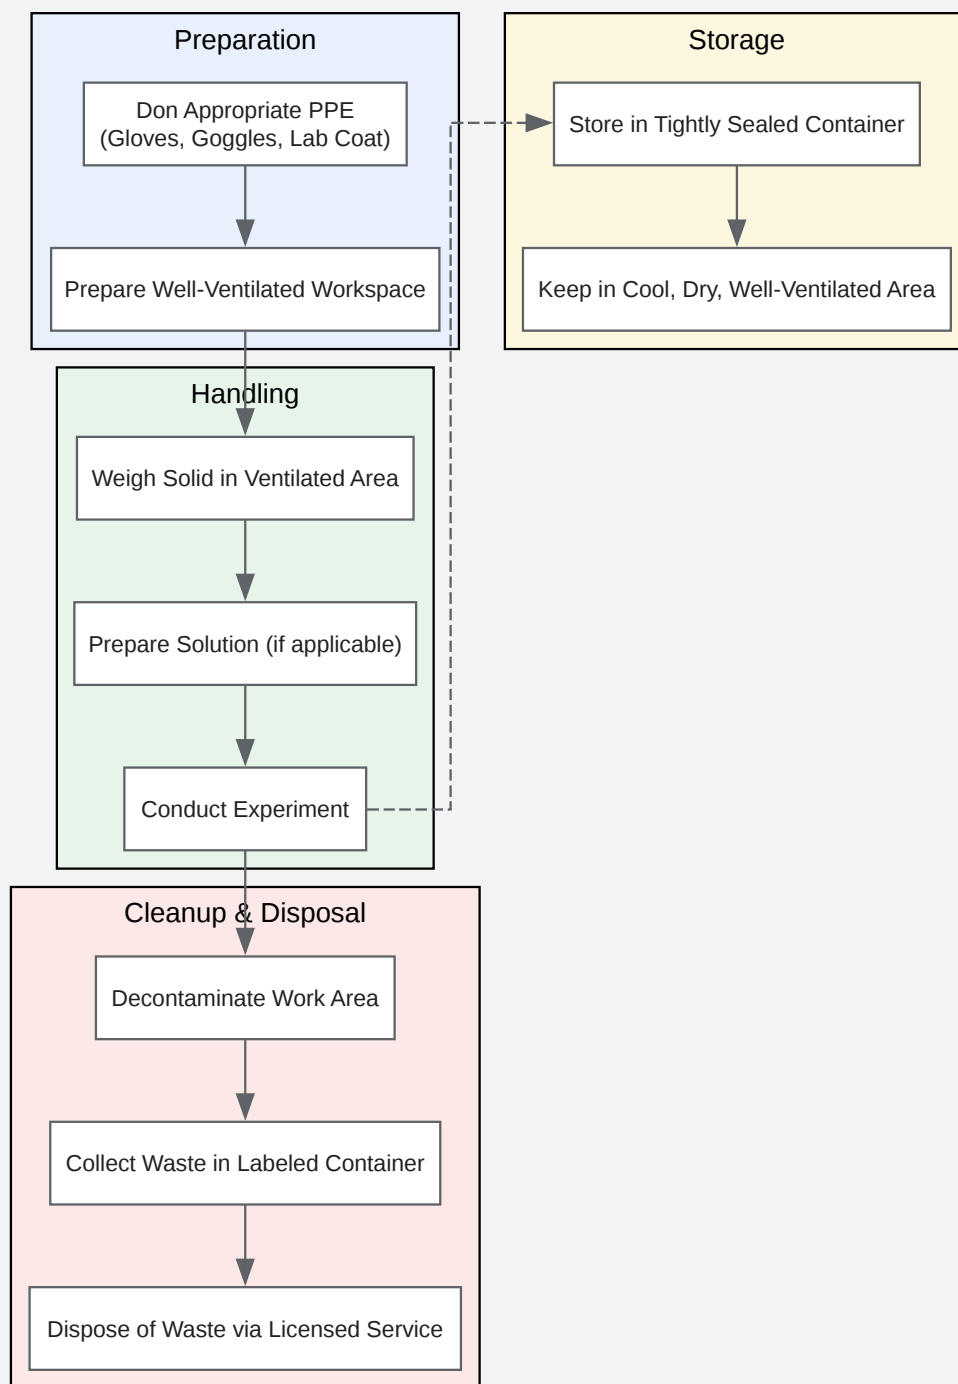 Preparation
Don Appropriate PPE
(Gloves, Goggles, Lab Coat)
Prepare Well-Ventilated Workspace
Storage
Store in Tightly Sealed Container
Keep in Cool, Dry, Well-Ventilated Area
Handling
Weigh Solid in Ventilated Area
Prepare Solution (if applicable)
Conduct Experiment
Cleanup & Disposal
Decontaminate Work Area
Collect Waste in Labeled Container
Dispose of Waste via Licensed Service